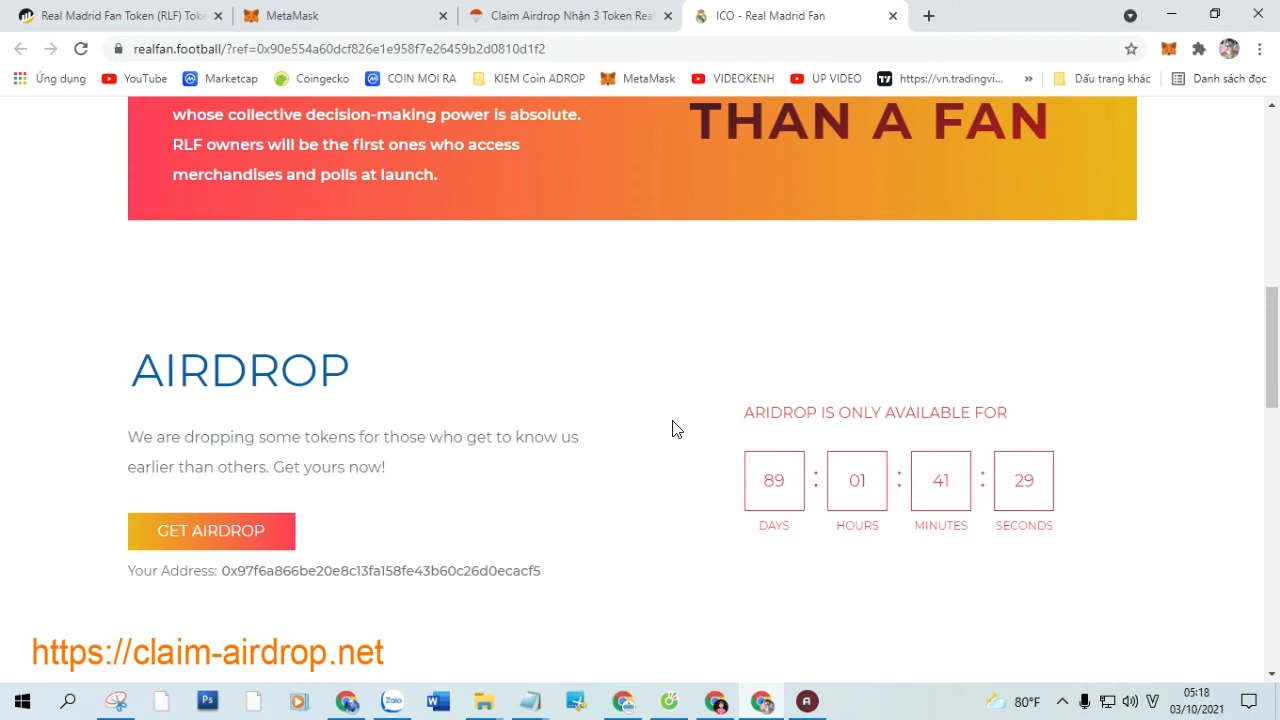 Real Madrid Fan Token (RLF) Toke
MetaMask
Claim Airdrop Nhận 3 Token Real
ICO - Real Madrid Fan
realfan.football/?ref=0x90e554a60dcf826e1e958f7e26459b2d0810d1f2
Ứng dụng
YouTube
Marketcap
Coingecko
COIN MOI RA
KIEM Coin ADROP
MetaMask
VIDEOKENH
UP VIDEO
https://vn.tradingvi...
»
Dấu trang khác
Danh sách đọc
whose collective decision-making power is absolute.
RLF owners will be the first ones who access
merchandises and polls at launch.
THAN A FAN
AIRDROP
We are dropping some tokens for those who get to know us
earlier than others. Get yours now!
GET AIRDROP
Your Address: 0x97f6a866be20e8c13fa158fe43b60c26d0ecacf5
ARIDROP IS ONLY AVAILABLE FOR
89 : 01 : 41 : 29
DAYS HOURS MINUTES SECONDS
https://claim-airdrop.net
80°F
05:18
03/10/2021